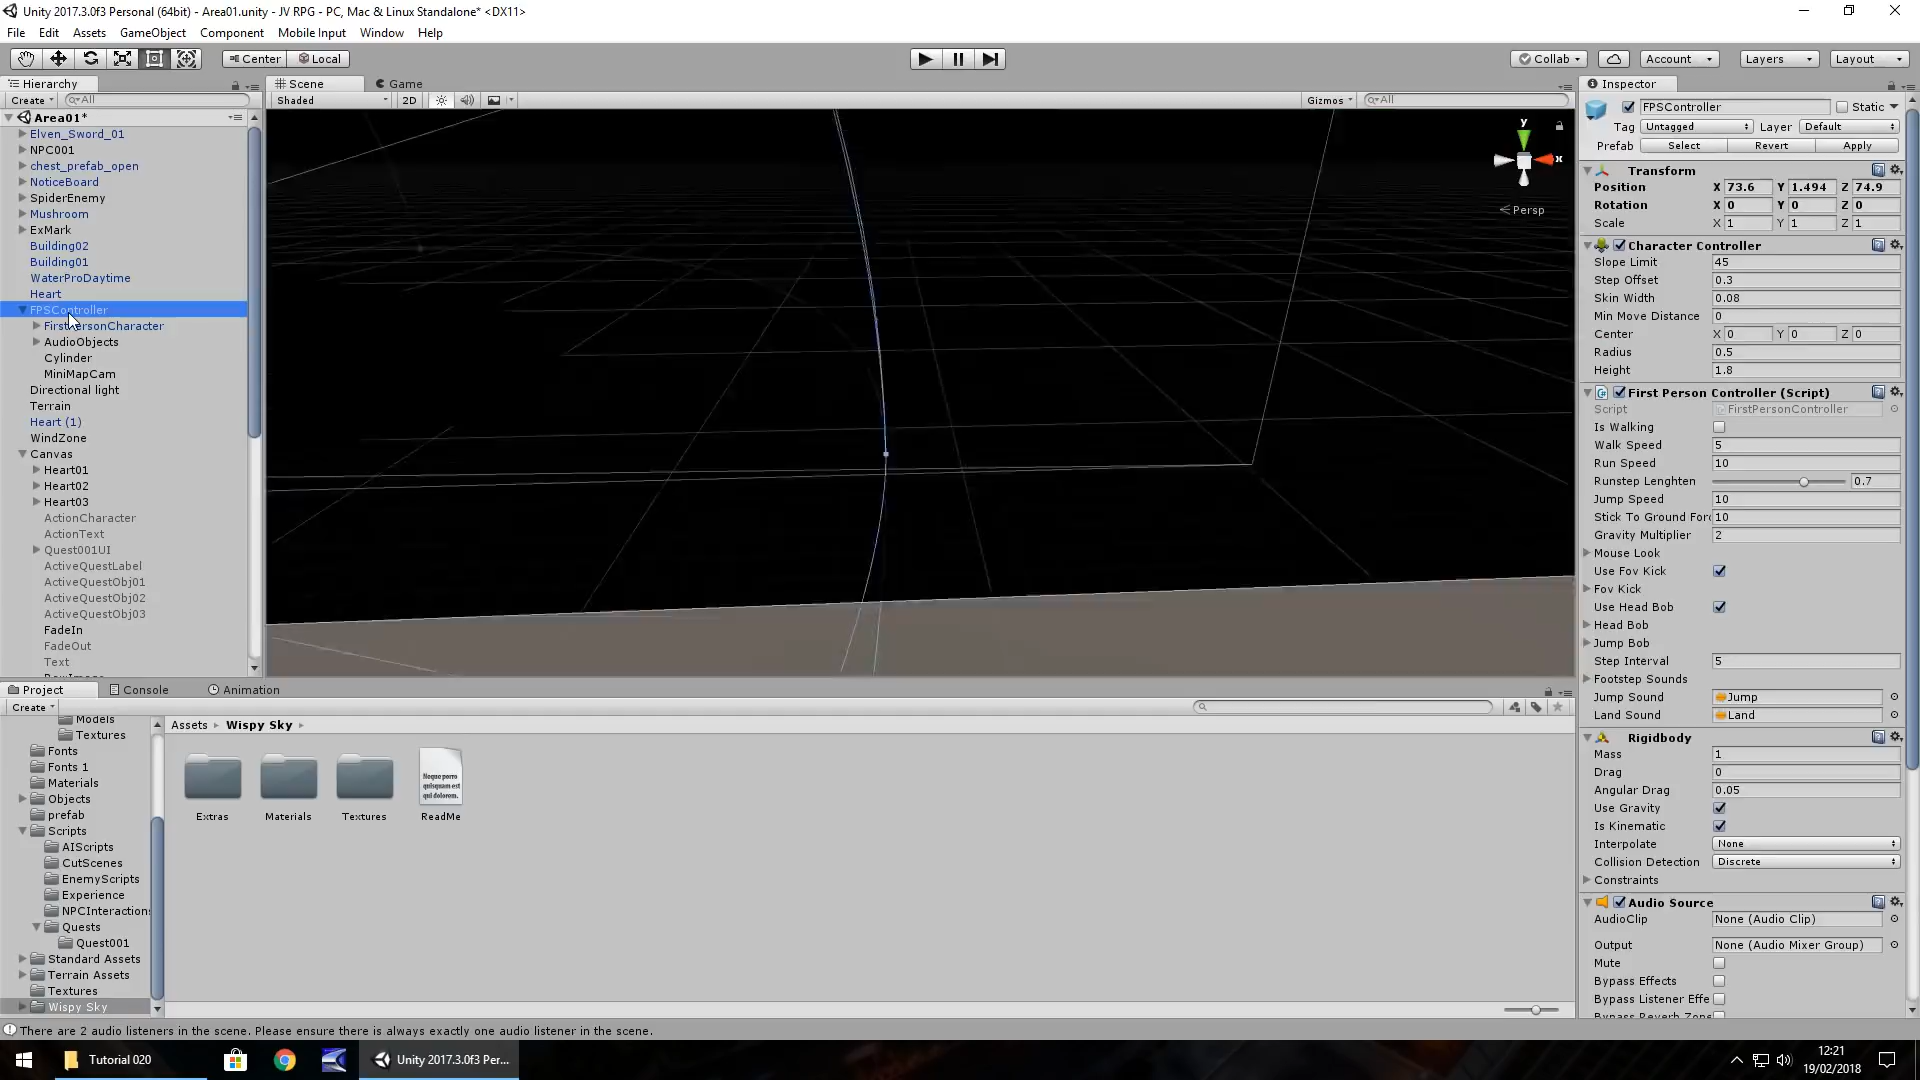 Unity 2017.3.0f3 Personal (64bit) - Area01.unity - JV RPG - PC, Mac & Linux Standalone* <DX11>
File Edit Assets GameObject Component Mobile Input Window Help
Center Local Collab Account Layers Layout
Hierarchy Scene Game Inspector
Create All Shaded 2D Gizmos All
FPSController Static
Area01*
Tag Untagged Layer Default
Elven_Sword_01
Prefab Select Revert Apply
NPC001
chest_prefab_open
NoticeBoard
SpiderEnemy
Mushroom
ExMark
Building02
Building01
WaterProDaytime
Heart
FPSController
FirstPersonCharacter
AudioObjects
Cylinder
MiniMapCam
Directional light
Terrain
Heart (1)
WindZone
Canvas
Heart01
Heart02
Heart03
ActionCharacter
ActionText
Quest001UI
ActiveQuestLabel
ActiveQuestObj01
ActiveQuestObj02
ActiveQuestObj03
FadeIn
FadeOut
Text
y
x
Persp
Transform
Position X 73.6 Y 1.494 Z 74.9
Rotation X 0 Y 0 Z 0
Scale X 1 Y 1 Z 1
Character Controller
Slope Limit 45
Step Offset 0.3
Skin Width 0.08
Min Move Distance 0
Center X 0 Y 0 Z 0
Radius 0.5
Height 1.8
First Person Controller (Script)
Script FirstPersonController
Is Walking
Walk Speed 5
Run Speed 10
Runstep Lenghten 0.7
Jump Speed 10
Stick To Ground For 10
Gravity Multiplier 2
Mouse Look
Use Fov Kick
Fov Kick
Use Head Bob
Head Bob
Jump Bob
Step Interval 5
Footstep Sounds
Jump Sound Jump
Land Sound Land
Rigidbody
Mass 1
Drag 0
Angular Drag 0.05
Use Gravity
Is Kinematic
Interpolate None
Collision Detection Discrete
Constraints
Audio Source
AudioClip None (Audio Clip)
Output None (Audio Mixer Group)
Mute
Bypass Effects
Bypass Listener Effe
Bypass Reverb Zone
Project Console Animation
Create
Assets Wispy Sky
Models
Textures
Fonts
Fonts 1
Materials
Objects
prefab
Scripts
AIScripts
CutScenes
EnemyScripts
Experience
NPCInteractions
Quests
Quest001
Standard Assets
Terrain Assets
Textures
Wispy Sky
Neque porro
quisquam est
qui dolorem.
Extras Materials Textures ReadMe
There are 2 audio listeners in the scene. Please ensure there is always exactly one audio listener in the scene.
Tutorial 020 Unity 2017.3.0f3 Per...
12:21
19/02/2018